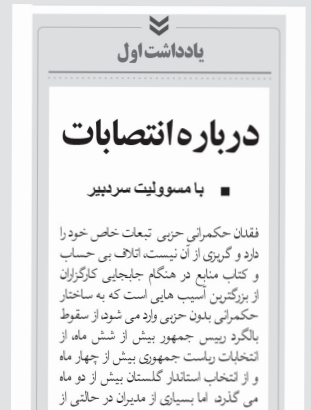 یادداشت اول
درباره انتصابات
■ با مسوولیت سردبیر
فقدان حکمرانی حزبی تبعات خاص خود را
دارد و گریزی از آن نیست، اتلاف بی حساب
و کتاب منابع در هنگام جابجایی کارگزاران
از بزرگترین آسیب هایی است که به ساختار
حکمرانی بدون حزبی وارد می شود، از سقوط
بالگرد رییس جمهور بیش از شش ماه، از
انتخابات ریاست جمهوری بیش از چهار ماه
و از انتخاب استاندار گلستان بیش از دو ماه
می گذرد، اما بسیاری از مدیران در حالتی از